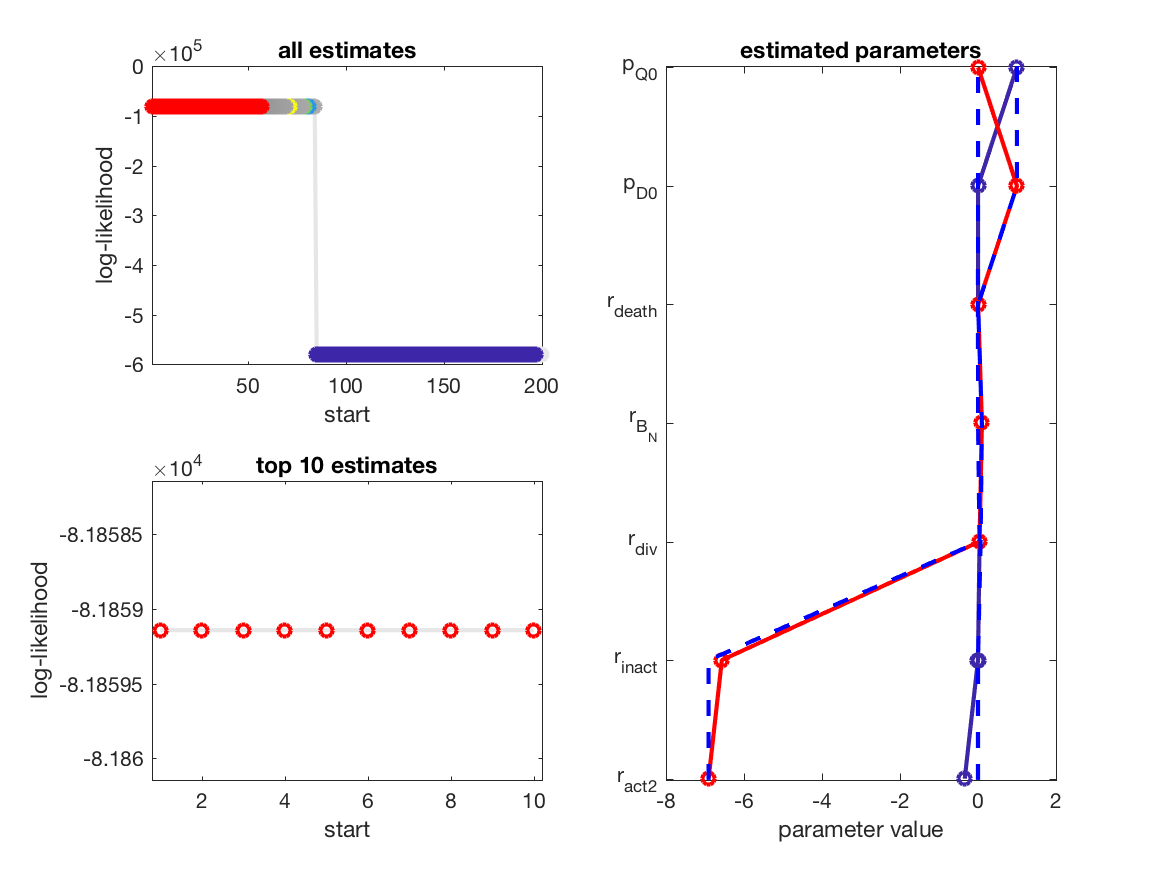 all estimates
×10^5
0
-1
-2
-3
-4
-5
-6
log-likelihood
50
100
150
200
start
top 10 estimates
×10^4
-8.18585
-8.1859
-8.18595
-8.186
log-likelihood
2
4
6
8
10
start
estimated parameters
p_Q0
p_D0
r_death
r_B_N
r_div
r_inact
r_act2
-8
-6
-4
-2
0
2
parameter value